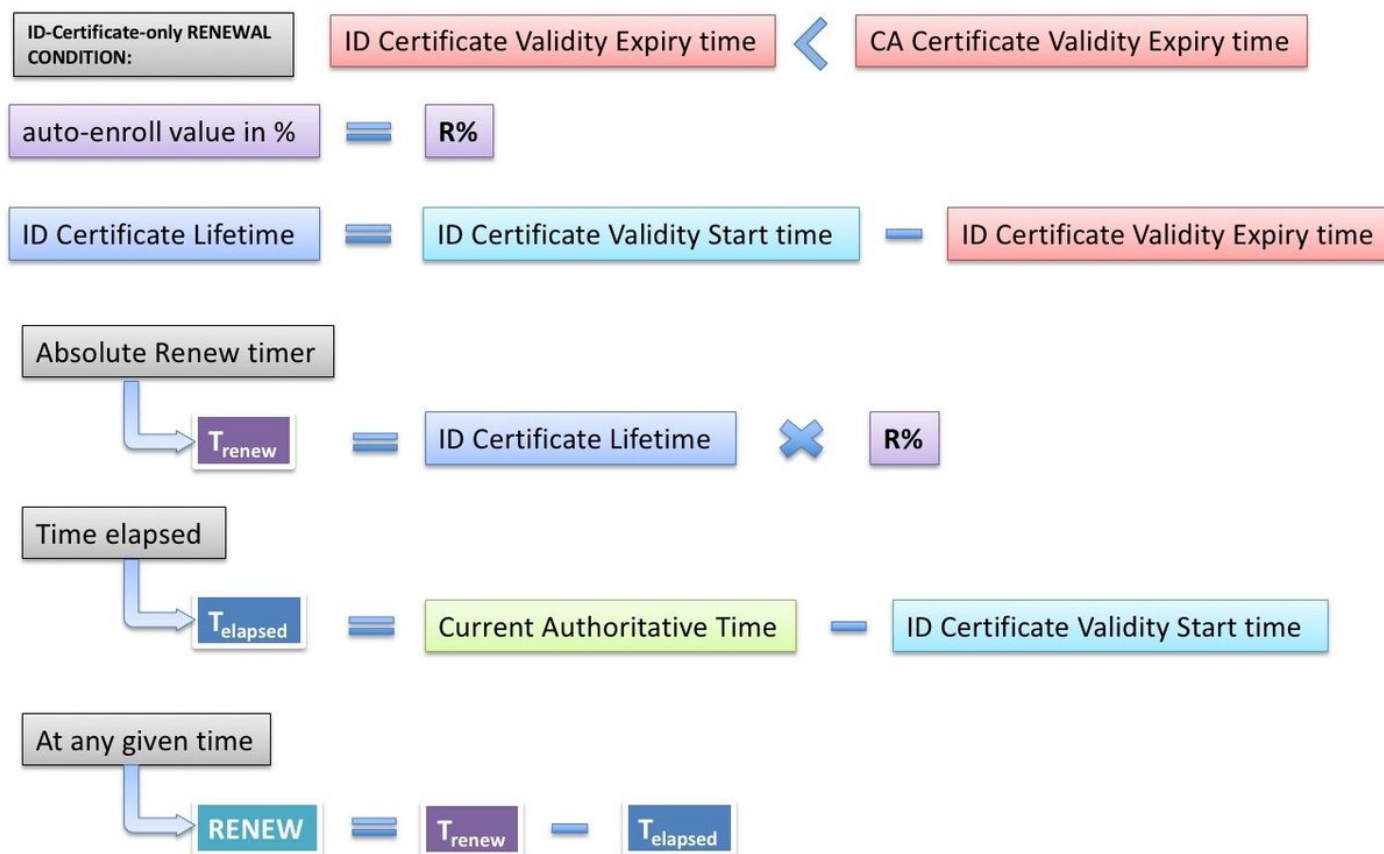 ID-Certificate-only RENEWAL
CONDITION:
ID Certificate Validity Expiry time < CA Certificate Validity Expiry time
auto-enroll value in % = R%
ID Certificate Lifetime = ID Certificate Validity Start time − ID Certificate Validity Expiry time
Absolute Renew timer
Trenew = ID Certificate Lifetime × R%
Time elapsed
Telapsed = Current Authoritative Time − ID Certificate Validity Start time
At any given time
RENEW = Trenew − Telapsed